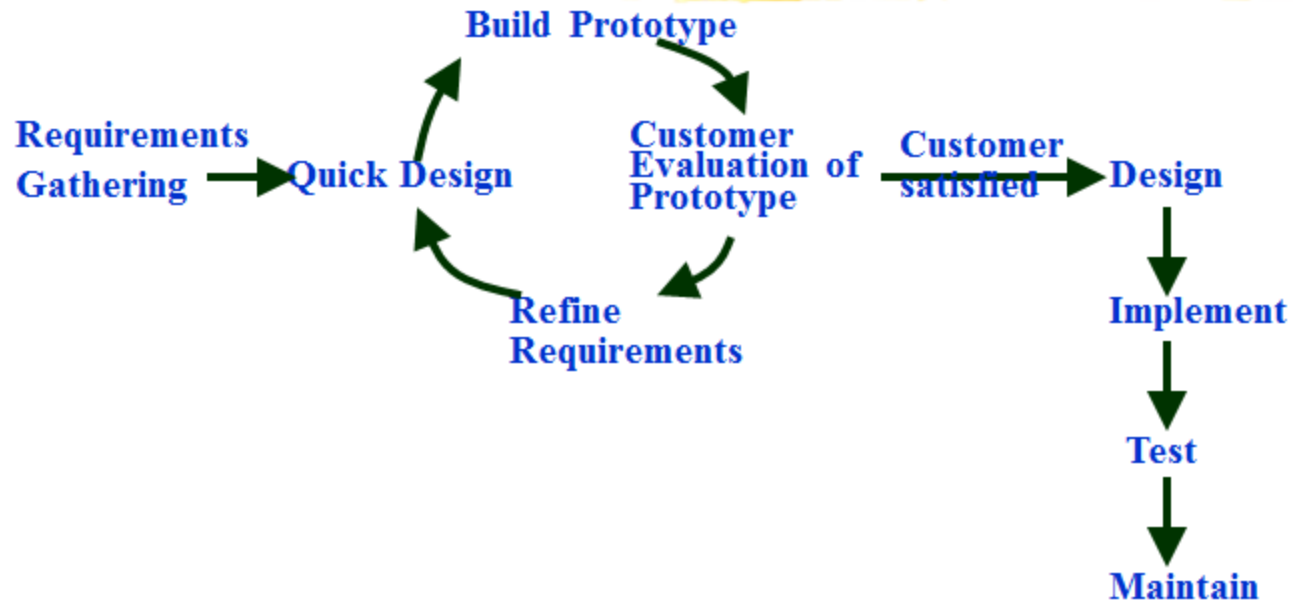 Build Prototype
Requirements
Gathering
Quick Design
Customer
Evaluation of
Prototype
Customer
satisfied
Design
Refine
Requirements
Implement
Test
Maintain